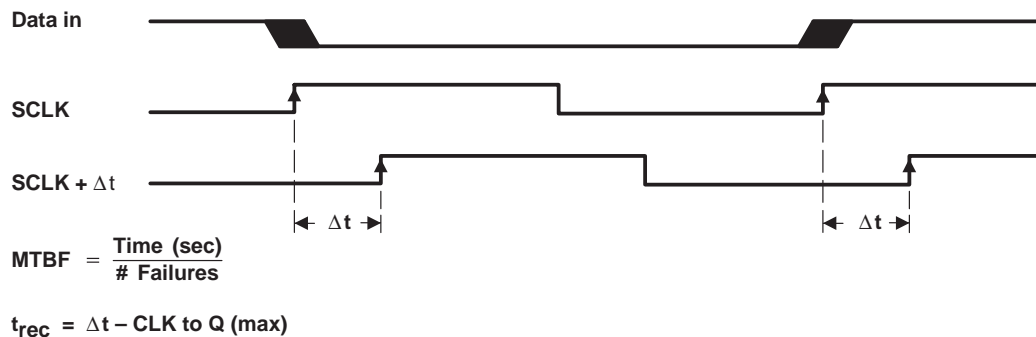 Data in
SCLK
SCLK + Δt
Δt Δt
MTBF = Time (sec) / # Failures
trec = Δt – CLK to Q (max)